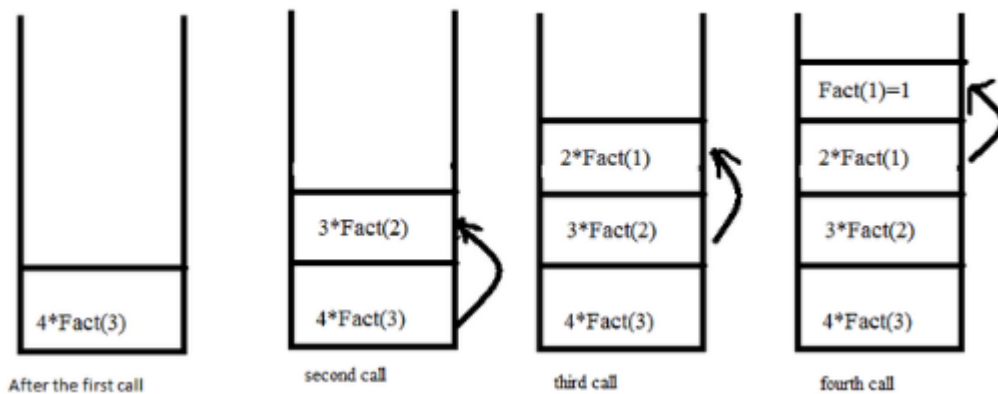 4*Fact(3)
After the first call
3*Fact(2)
4*Fact(3)
second call
2*Fact(1)
3*Fact(2)
4*Fact(3)
third call
Fact(1)=1
2*Fact(1)
3*Fact(2)
4*Fact(3)
fourth call